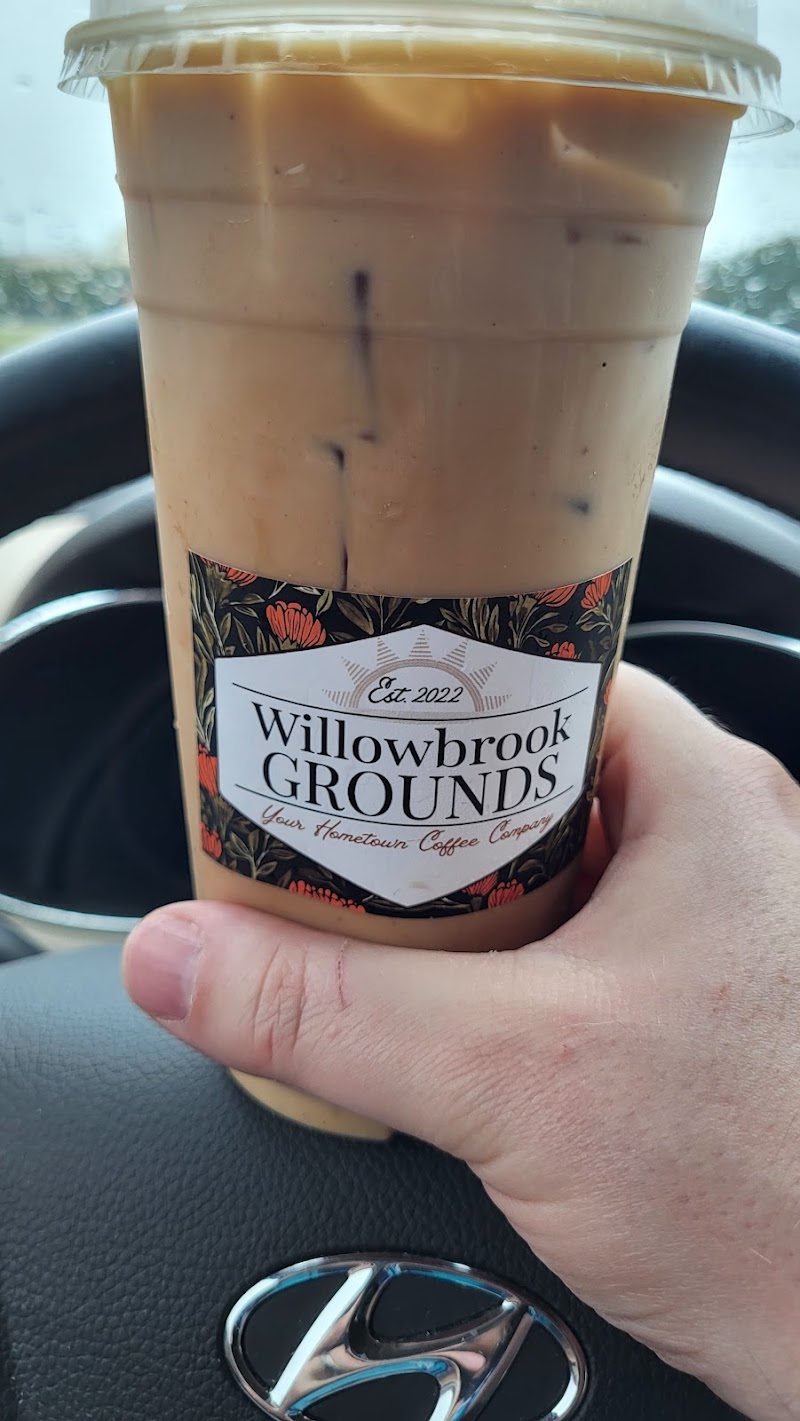 Est. 2022
Willowbrook
GROUNDS
Your Hometown Coffee Company